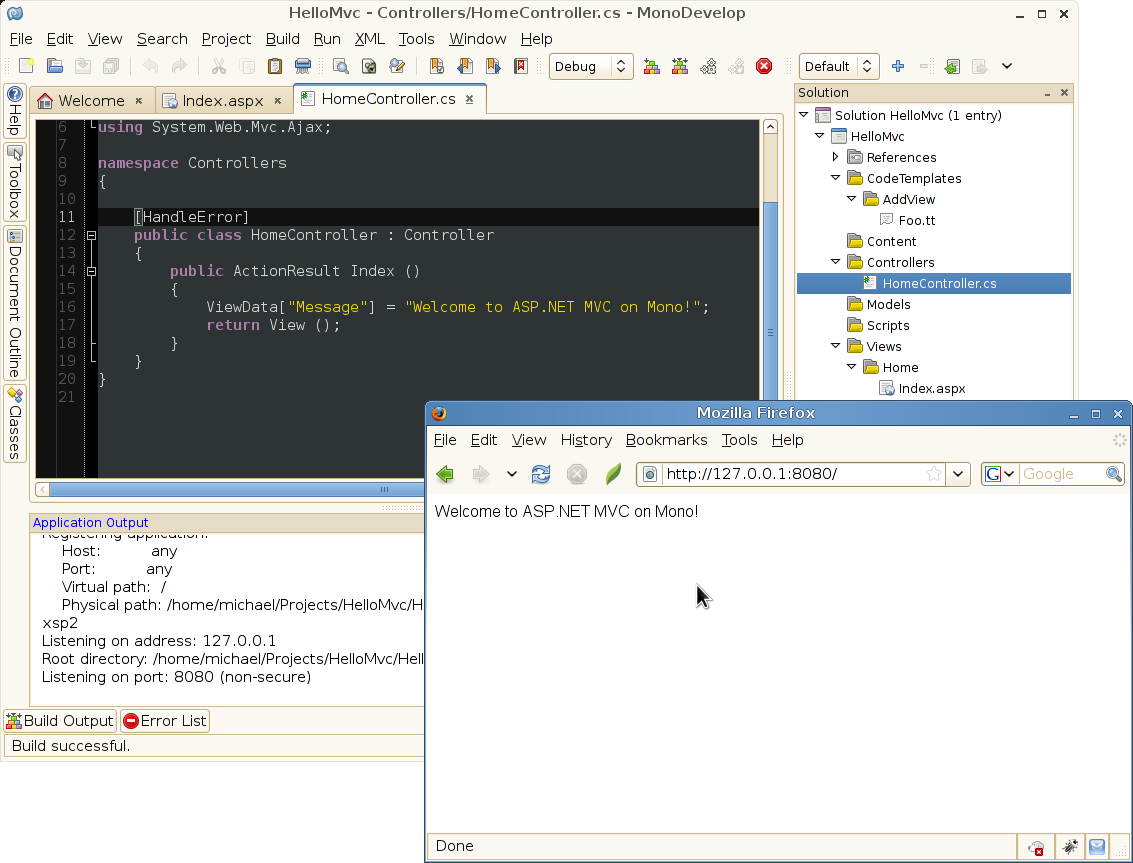 HelloMvc - Controllers/HomeController.cs - MonoDevelop
File Edit View Search Project Build Run XML Tools Window Help
Debug Default
Help
Toolbox
Document Outline
Classes
Welcome Index.aspx HomeController.cs
6 using System.Web.Mvc.Ajax;
7
8 namespace Controllers
9 {
10
11 [HandleError]
12 public class HomeController : Controller
13 {
14 public ActionResult Index ()
15 {
16 ViewData["Message"] = "Welcome to ASP.NET MVC on Mono!";
17 return View ();
18 }
19 }
20 }
21
Solution
Solution HelloMvc (1 entry)
HelloMvc
References
CodeTemplates
AddView
Foo.tt
Content
Controllers
HomeController.cs
Models
Scripts
Views
Home
Index.aspx
Application Output
Registering application:
Host: any
Port: any
Virtual path: /
Physical path: /home/michael/Projects/HelloMvc/H
xsp2
Listening on address: 127.0.0.1
Root directory: /home/michael/Projects/HelloMvc/Hell
Listening on port: 8080 (non-secure)
Build Output Error List
Build successful.
Mozilla Firefox
File Edit View History Bookmarks Tools Help
http://127.0.0.1:8080/ G Google
Welcome to ASP.NET MVC on Mono!
Done